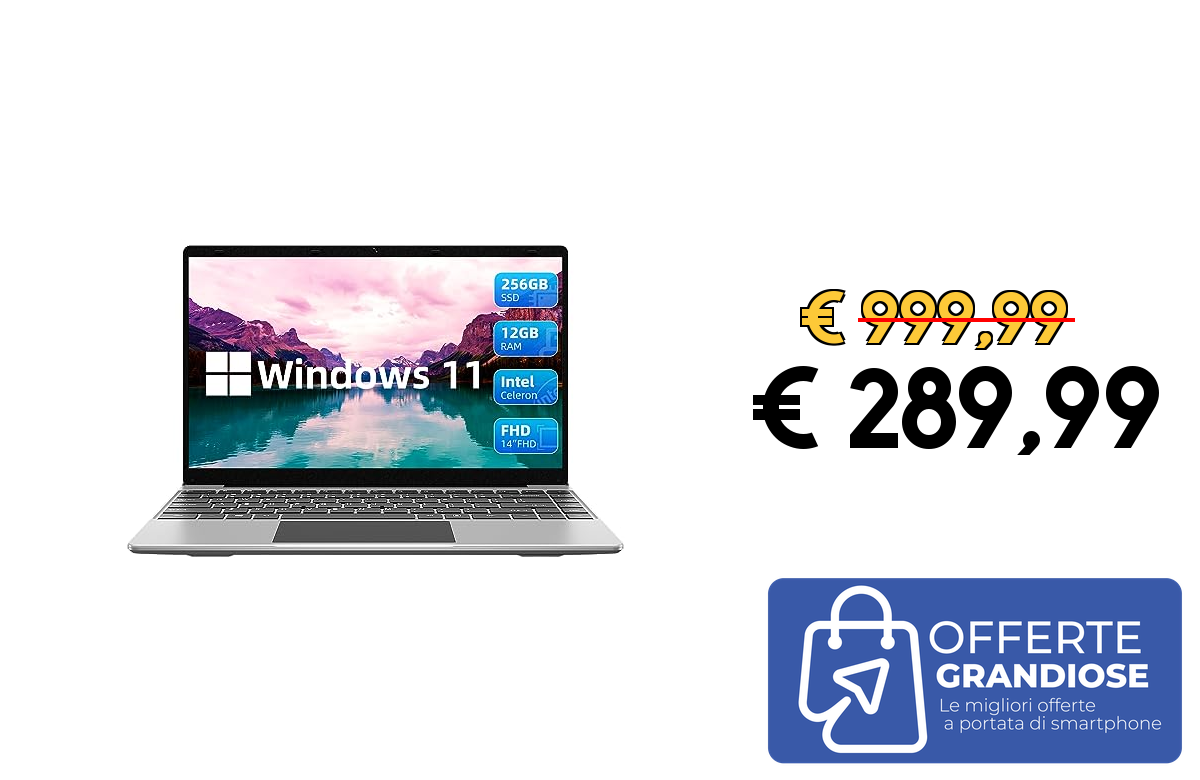 256GB
SSD
12GB
RAM
Windows 11
Intel
Celeron
FHD
14"FHD
€ 999,99
€ 289,99
OFFERTE
GRANDIOSE
Le migliori offerte
a portata di smartphone